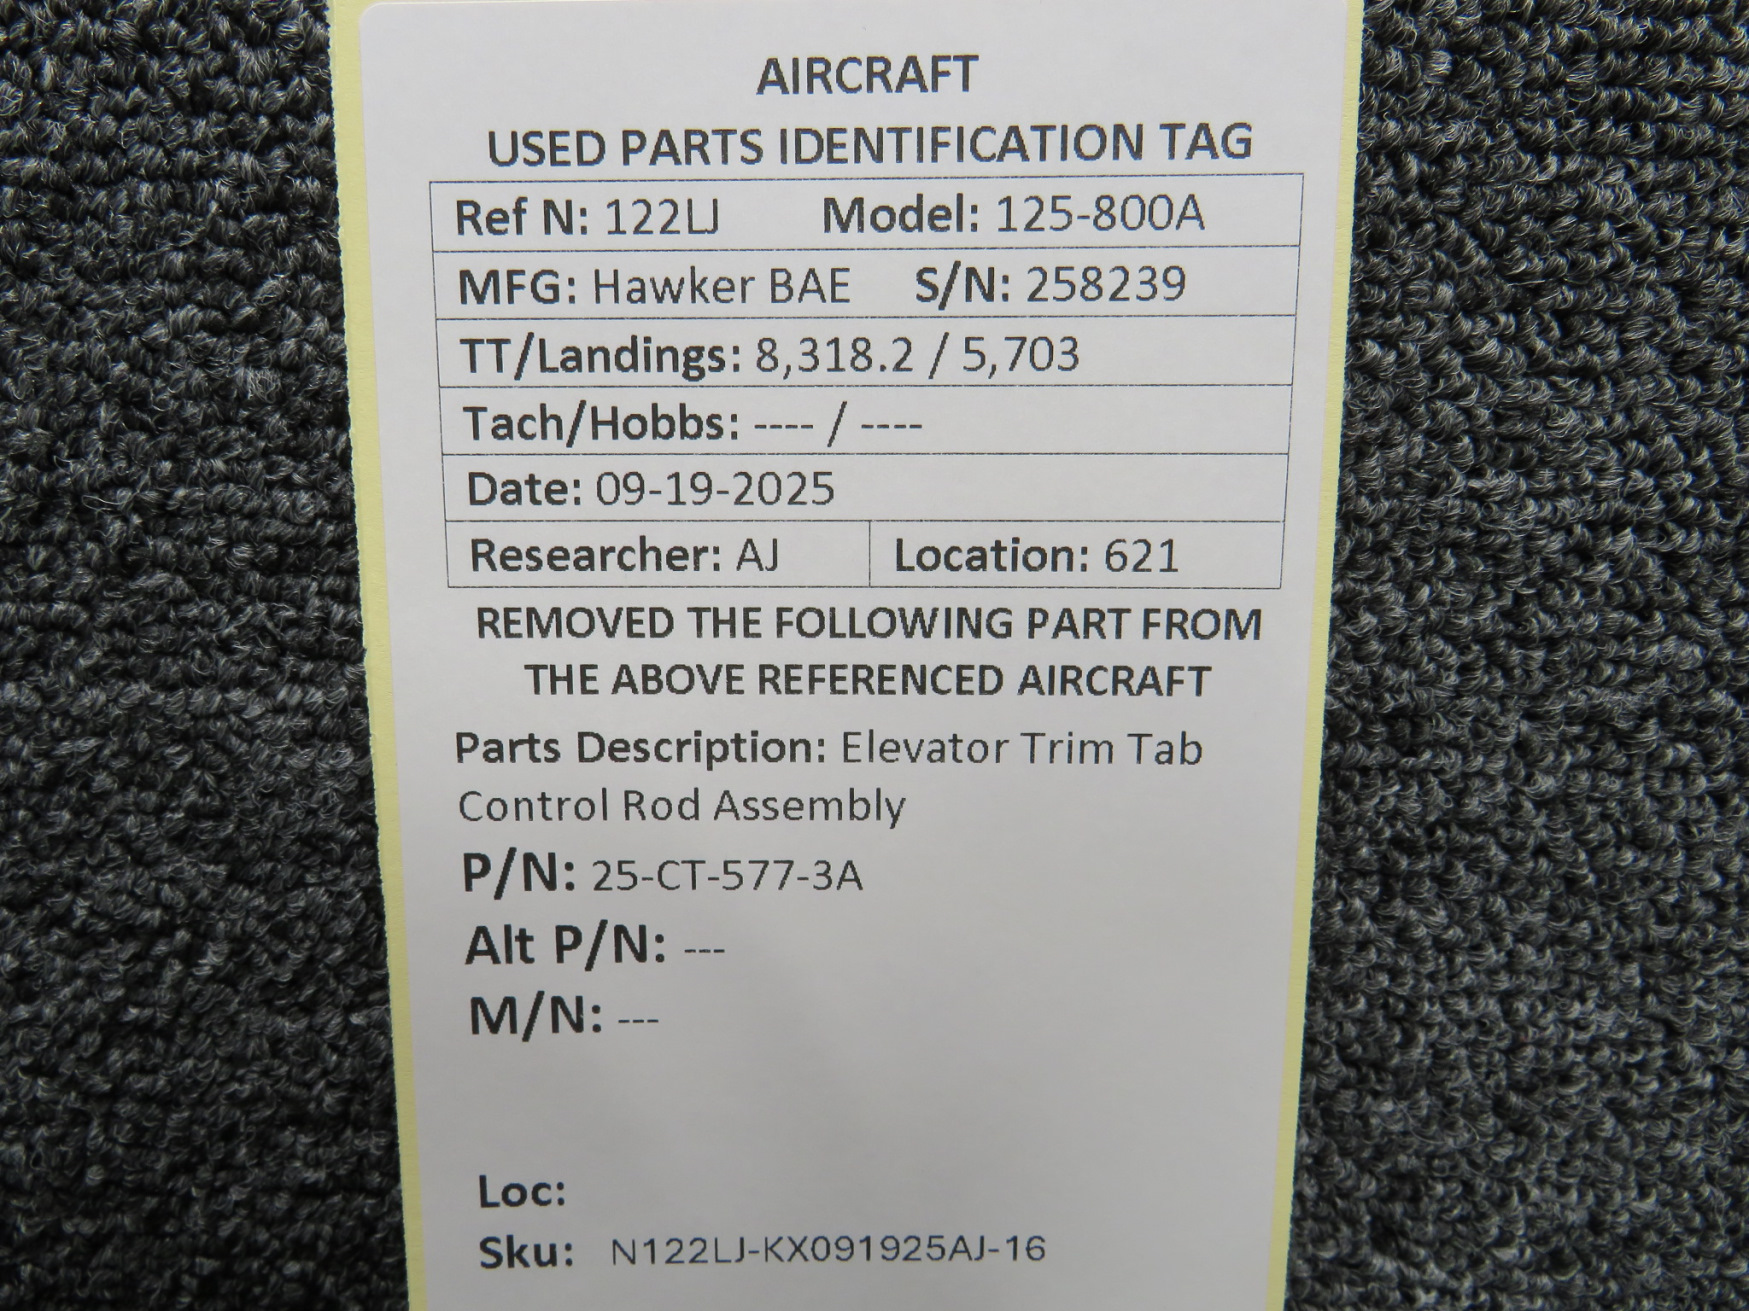 AIRCRAFT
USED PARTS IDENTIFICATION TAG
Ref N: 122LJ Model: 125-800A
MFG: Hawker BAE S/N: 258239
TT/Landings: 8,318.2 / 5,703
Tach/Hobbs: ---- / ----
Date: 09-19-2025
Researcher: AJ Location: 621
REMOVED THE FOLLOWING PART FROM
THE ABOVE REFERENCED AIRCRAFT
Parts Description: Elevator Trim Tab
Control Rod Assembly
P/N: 25-CT-577-3A
Alt P/N: ---
M/N: ---
Loc:
Sku: N122LJ-KX091925AJ-16